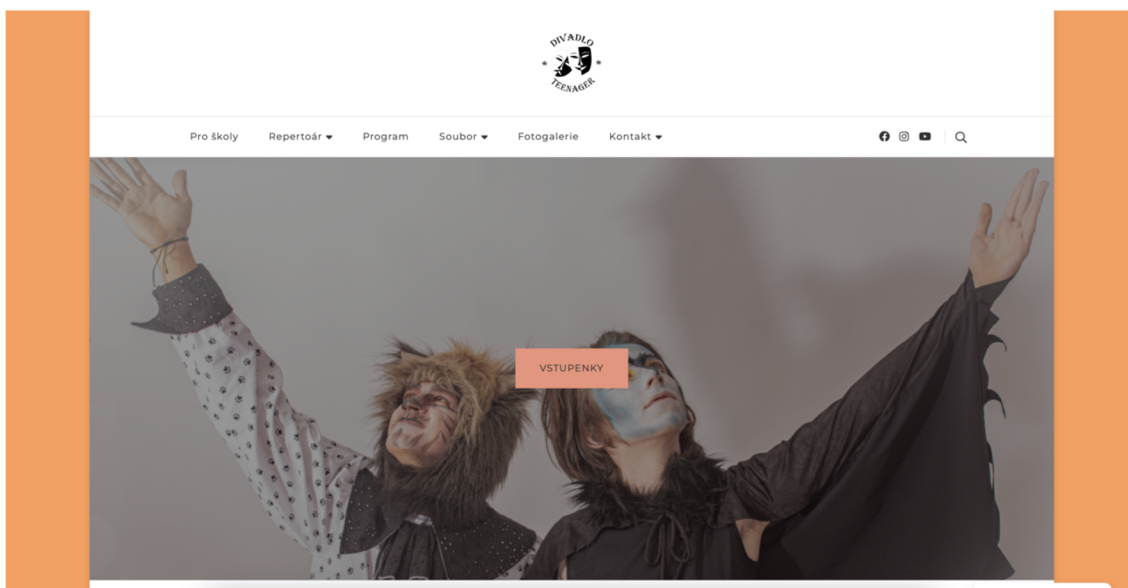 DIVADLO
TEENAGER
Pro školy Repertoár Program Soubor Fotogalerie Kontakt
VSTUPENKY